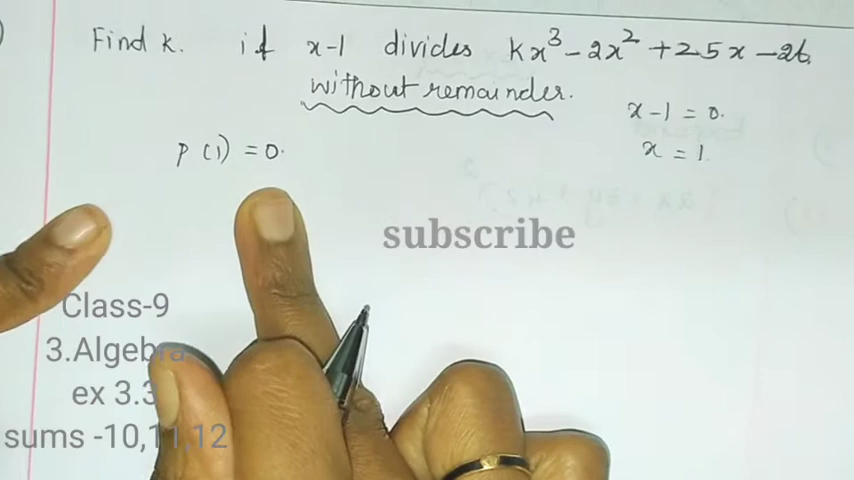 Find k. if x-1 divides kx³-2x²+25x-26.
without remainder.
x-1=0.
p(1)=0.
x=1.
subscribe
Class-9
3.Algebra
ex 3.3
sums -10,11,12